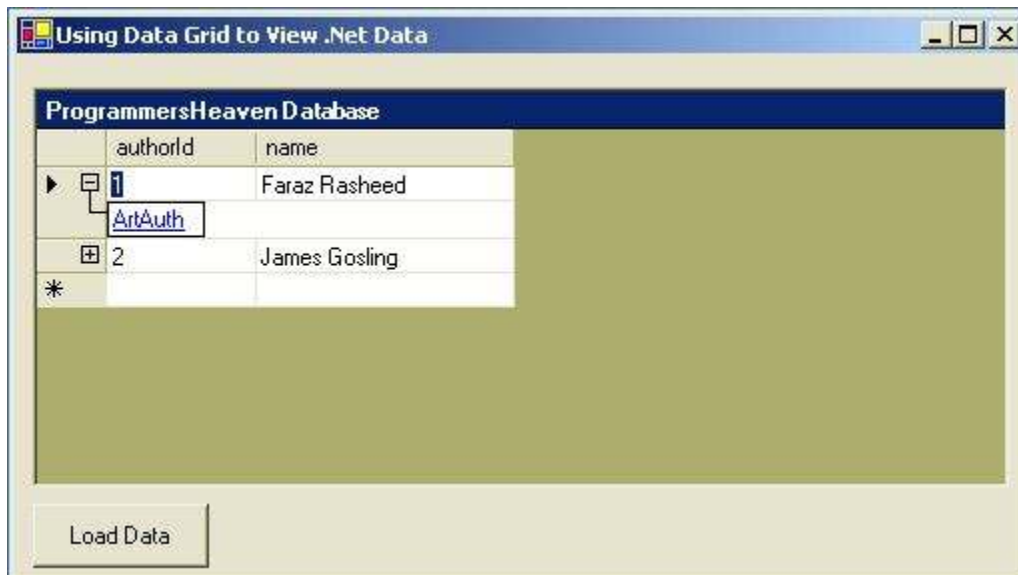 Using Data Grid to View .Net Data
ProgrammersHeaven Database
authorId name
1 Faraz Rasheed
ArtAuth
2 James Gosling
*
Load Data